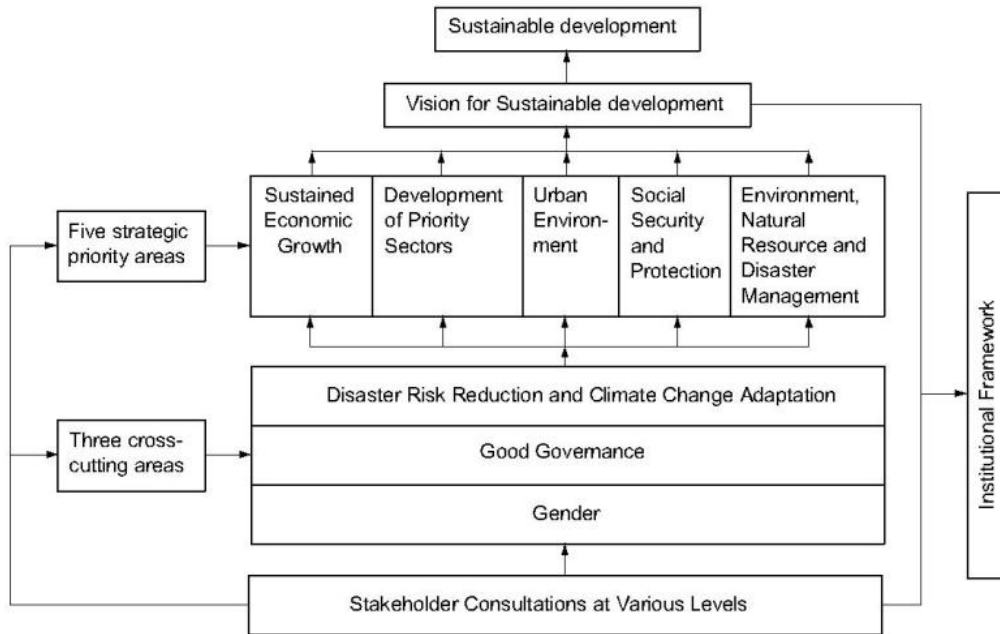 Sustainable development
Vision for Sustainable development
Five strategic
priority areas
Sustained
Economic
Growth
Development
of Priority
Sectors
Urban
Environ-
ment
Social
Security
and
Protection
Environment,
Natural
Resource and
Disaster
Management
Three cross-
cutting areas
Disaster Risk Reduction and Climate Change Adaptation
Good Governance
Gender
Stakeholder Consultations at Various Levels
Institutional Framework